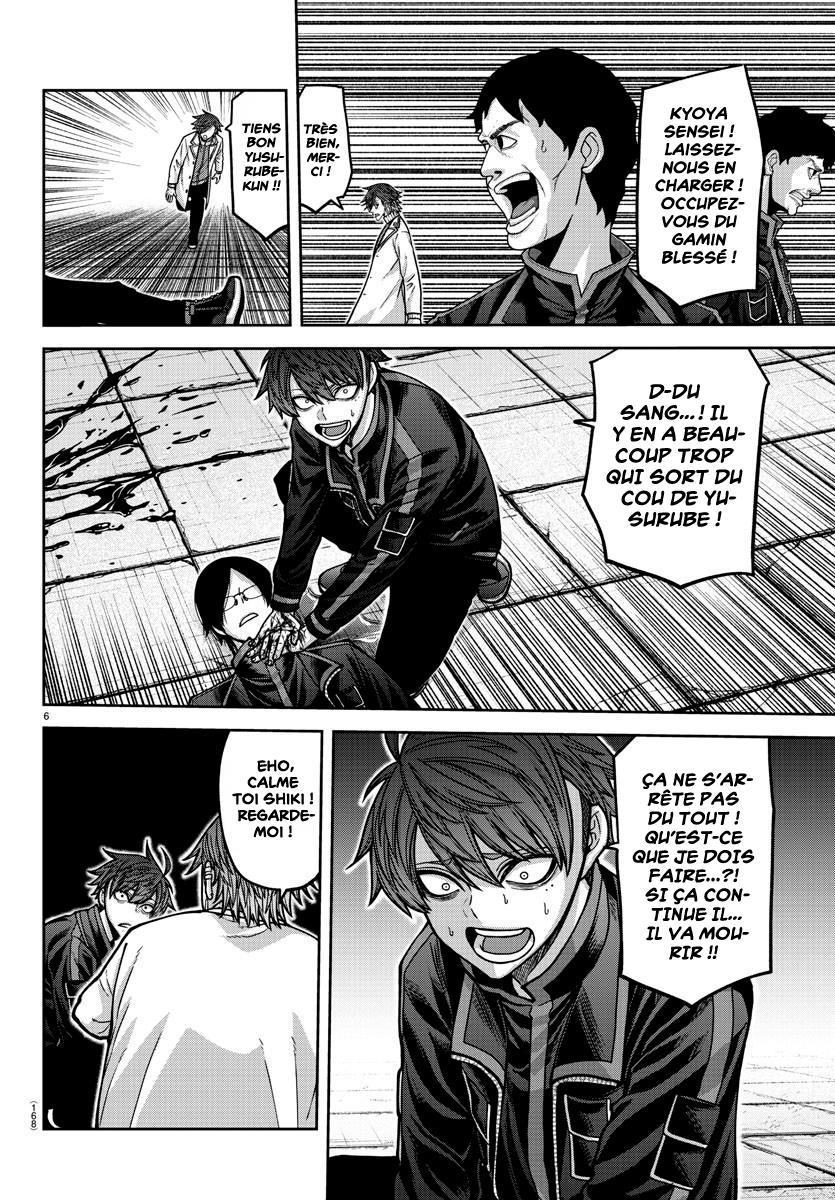 KYOYA
SENSEI !
LAISSEZ-
NOUS EN
CHARGER !
OCCUPEZ-
VOUS DU
GAMIN
BLESSÉ !
TRÈS
BIEN,
MER-
CI !
TIENS
BON
YUSU-
RUBE-
KUN !!
D-DU
SANG... ! IL
Y EN A BEAU-
COUP TROP
QUI SORT DU
COU DE YU-
SURUBE !
6
ÇA NE S'AR-
RÊTE PAS
DU TOUT !
QU'EST-CE
QUE JE DOIS
FAIRE...?!
SI ÇA CON-
TINUE IL...
IL VA MOU-
RIR !!
EHO,
CALME
TOI SHIKI !
REGARDE-
MOI !
(168)